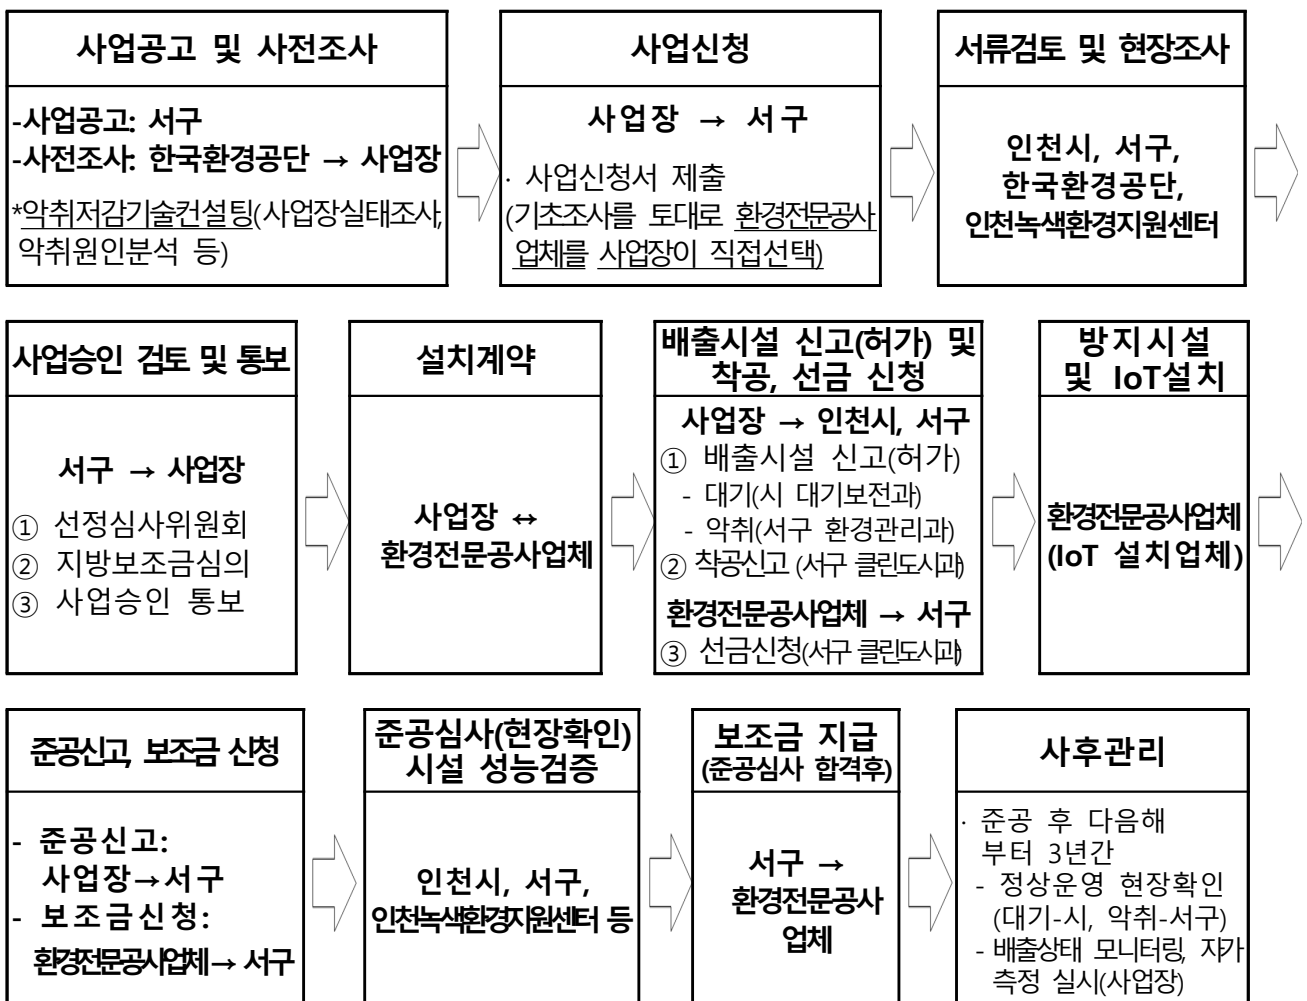 사업공고 및 사전조사
-사업공고: 서구
-사전조사: 한국환경공단 → 사업장
*악취저감기술컨설팅(사업장실태조사,
악취원인분석 등)
사업신청
사업장 → 서구
· 사업신청서 제출
(기초조사를 토대로 환경전문공사
업체를 사업장이 직접선택)
서류검토 및 현장조사
인천시, 서구,
한국환경공단,
인천녹색환경지원센터
사업승인 검토 및 통보
서구 → 사업장
① 선정심사위원회
② 지방보조금심의
③ 사업승인 통보
설치계약
사업장 ↔
환경전문공사업체
배출시설 신고(허가) 및
착공, 선금 신청
사업장 → 인천시, 서구
① 배출시설 신고(허가)
- 대기(시 대기보전과)
- 악취(서구 환경관리과)
② 착공신고 (서구 클린도시과)
환경전문공사업체 → 서구
③ 선금신청(서구 클린도시과)
방지시설
및 IoT설치
환경전문공사업체
(IoT 설치업체)
준공신고, 보조금 신청
- 준공신고:
사업장→서구
- 보조금신청:
환경전문공사업체→ 서구
준공심사(현장확인)
시설 성능검증
인천시, 서구,
인천녹색환경지원센터 등
보조금 지급
(준공심사 합격후)
서구 →
환경전문공사
업체
사후관리
· 준공 후 다음해
부터 3년간
- 정상운영 현장확인
(대기-시, 악취-서구)
- 배출상태 모니터링, 자가
측정 실시(사업장)